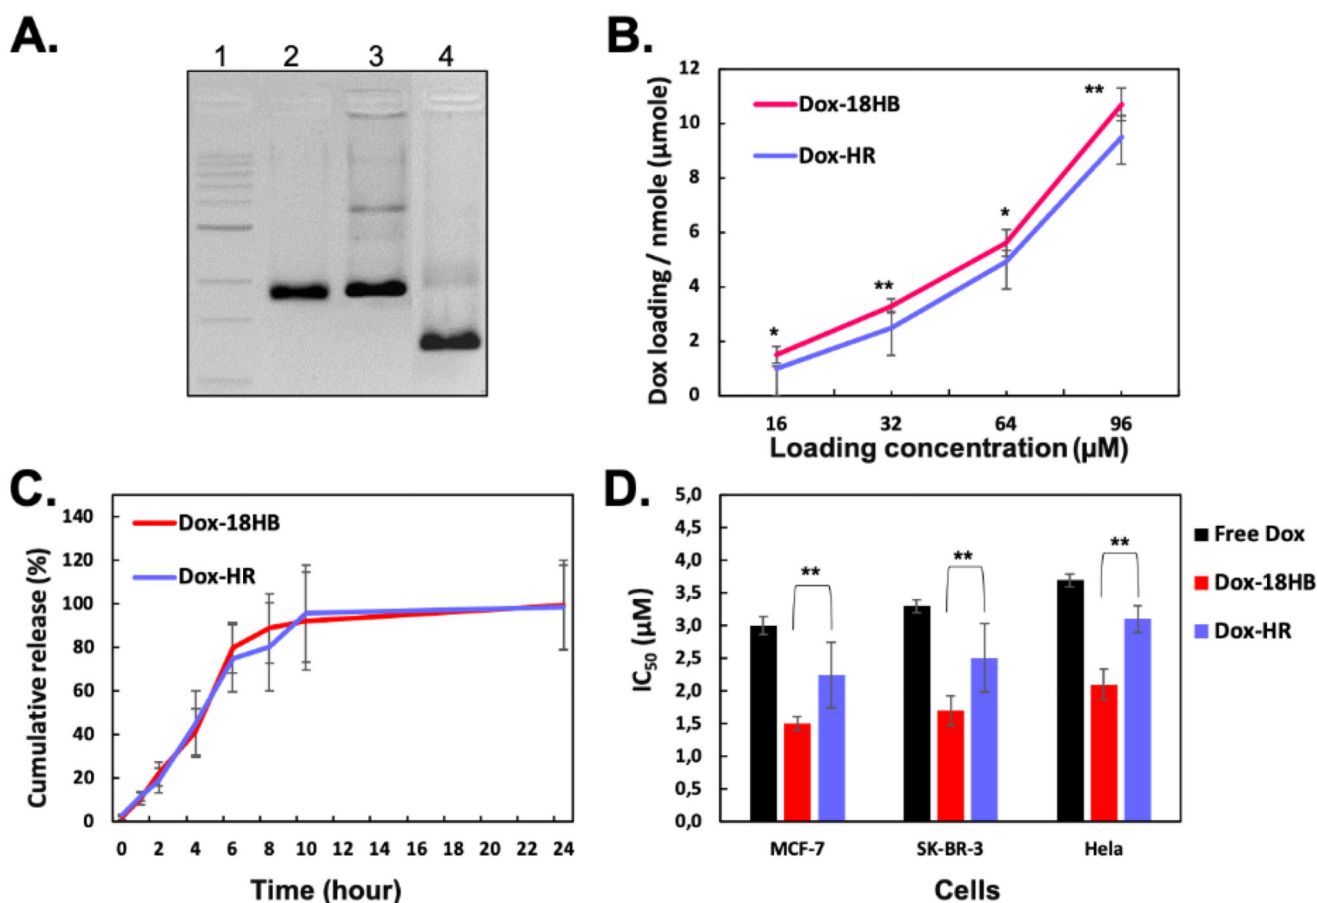 A.
1 2 3 4
B.
12
10
8
6
4
2
0
Dox loading / nmole (µmole)
Dox-18HB
Dox-HR
*
**
*
**
16 32 64 96
Loading concentration (µM)
C.
140
120
100
80
60
40
20
0
Cumulative release (%)
Dox-18HB
Dox-HR
0 2 4 6 8 10 12 14 16 18 20 22 24
Time (hour)
D.
5,0
4,5
4,0
3,5
3,0
2,5
2,0
1,5
1,0
0,5
0,0
IC50 (µM)
**
**
**
MCF-7 SK-BR-3 Hela
Cells
Free Dox
Dox-18HB
Dox-HR